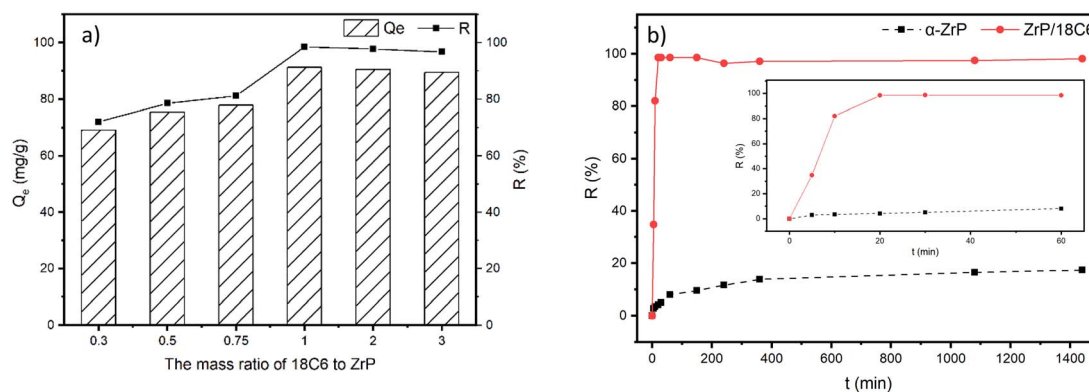 a)
Qe
R
100
80
60
40
20
0
Qe (mg/g)
100
80
60
40
20
0
R (%)
0.3 0.5 0.75 1 2 3
The mass ratio of 18C6 to ZrP
b)
α-ZrP
ZrP/18C6
100
80
60
40
20
0
R (%)
0 200 400 600 800 1000 1200 1400
t (min)
100
80
60
40
20
0
R (%)
0 20 40 60
t (min)